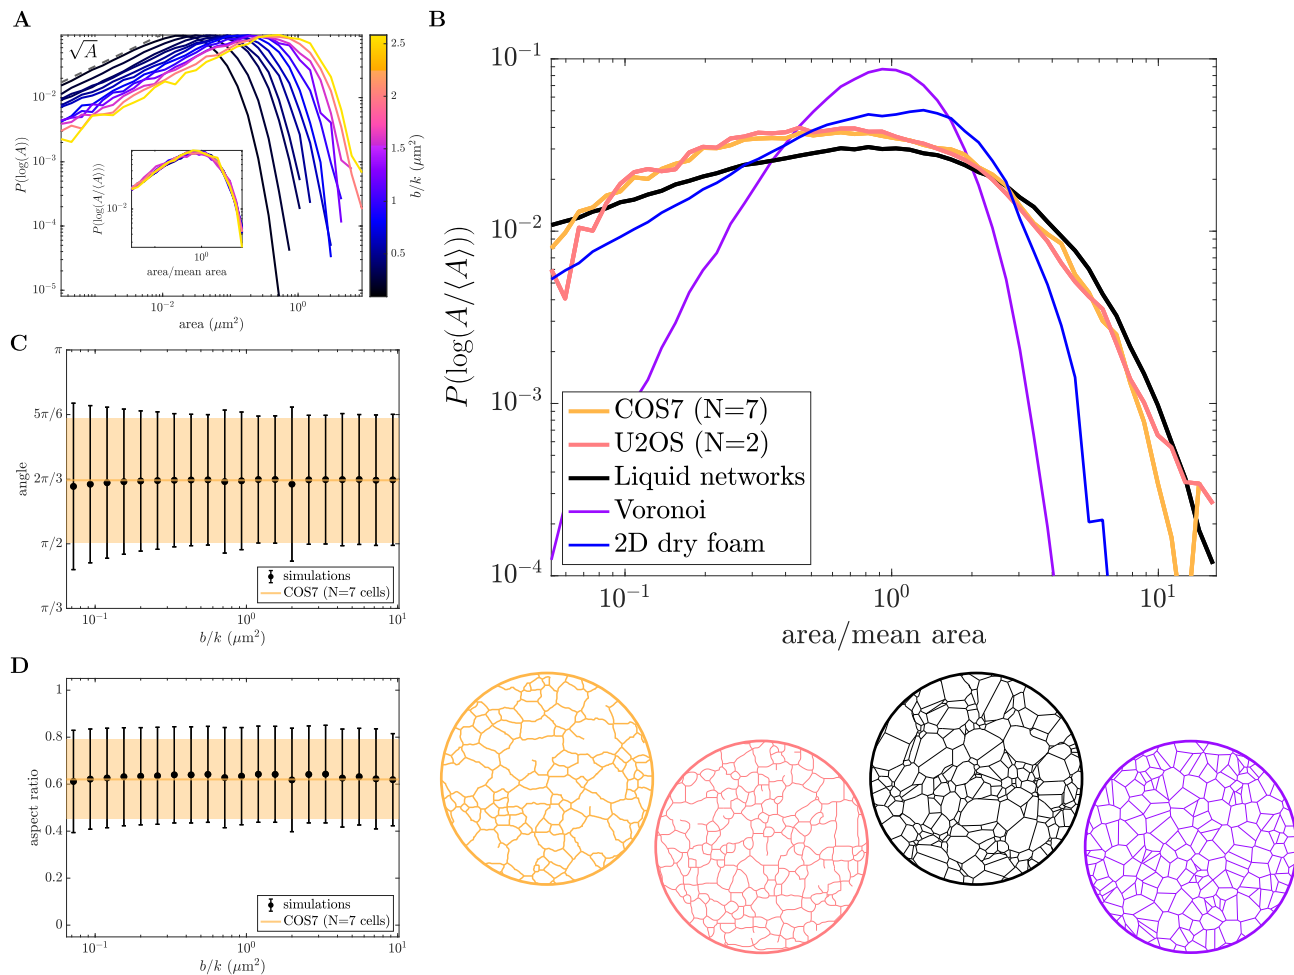 A
√A
10⁻²
10⁻³
10⁻⁴
10⁻⁵
P(log(A))
10⁻²
10⁰
area (μm²)
P(log(A/⟨A⟩))
10⁻²
10⁰
area/mean area
2.5
2
1.5
1
0.5
b/k (μm²)
B
10⁻¹
10⁻²
10⁻³
10⁻⁴
P(log(A/⟨A⟩))
COS7 (N=7)
U2OS (N=2)
Liquid networks
Voronoi
2D dry foam
10⁻¹
10⁰
10¹
area/mean area
C
π
5π/6
2π/3
π/2
π/3
angle
simulations
COS7 (N=7 cells)
10⁻¹
10⁰
10¹
b/k (μm²)
D
1
0.8
0.6
0.4
0.2
0
aspect ratio
simulations
COS7 (N=7 cells)
10⁻¹
10⁰
10¹
b/k (μm²)